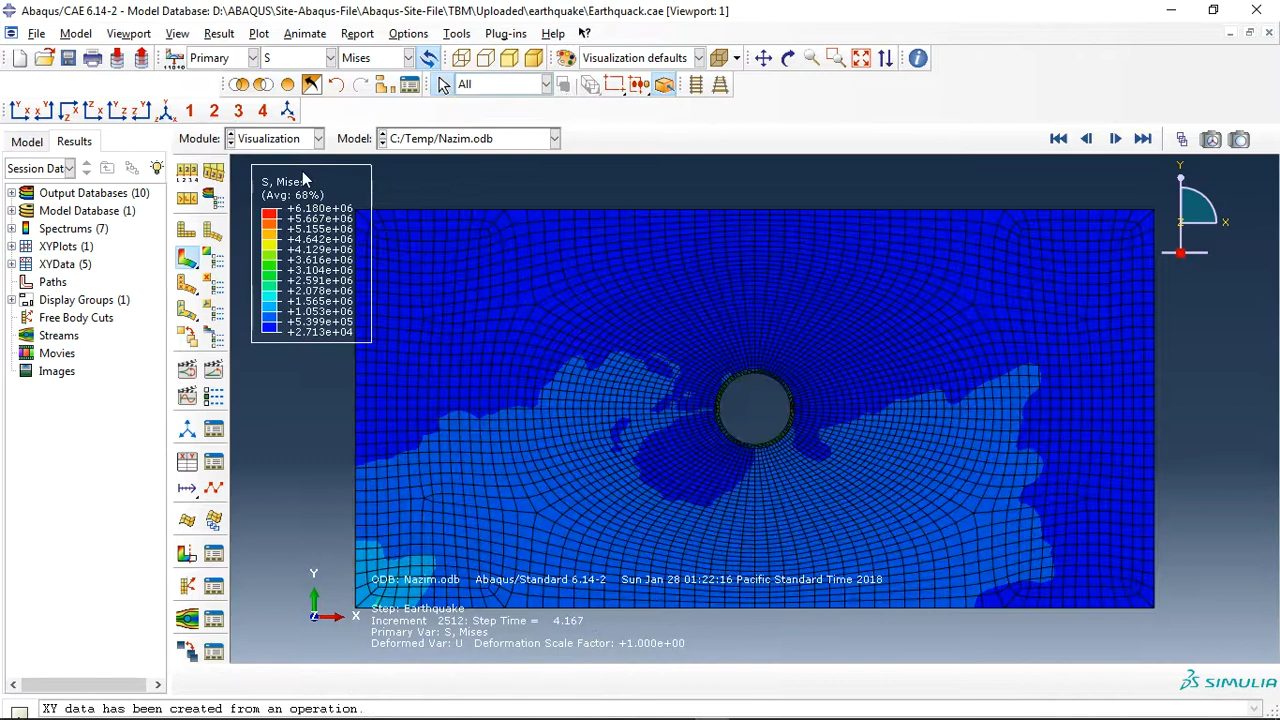 Abaqus/CAE 6.14-2 - Model Database: D:\ABAQUS\Site-Abaqus-File\Abaqus-Site-File\TBM\Uploaded\earthquake\Earthquack.cae [Viewport: 1]
File Model Viewport View Result Plot Animate Report Options Tools Plug-ins Help
Primary S Mises Visualization defaults
All
1 2 3 4
Model Results Module: Visualization Model: C:/Temp/Nazim.odb
Session Dat
Output Databases (10)
Model Database (1)
Spectrums (7)
XYPlots (1)
XYData (5)
Paths
Display Groups (1)
Free Body Cuts
Streams
Movies
Images
S, Mises
(Avg: 68%)
+6.180e+06
+5.667e+06
+5.155e+06
+4.642e+06
+4.129e+06
+3.616e+06
+3.104e+06
+2.591e+06
+2.078e+06
+1.565e+06
+1.053e+06
+5.399e+05
+2.713e+04
Y
Z X
ODB: Nazim.odb Abaqus/Standard 6.14-2 Sun Jan 28 01:22:16 Pacific Standard Time 2018
Y
Z X
Step: Earthquake
Increment 2512: Step Time = 4.167
Primary Var: S, Mises
Deformed Var: U Deformation Scale Factor: +1.000e+00
SIMULIA
XY data has been created from an operation.